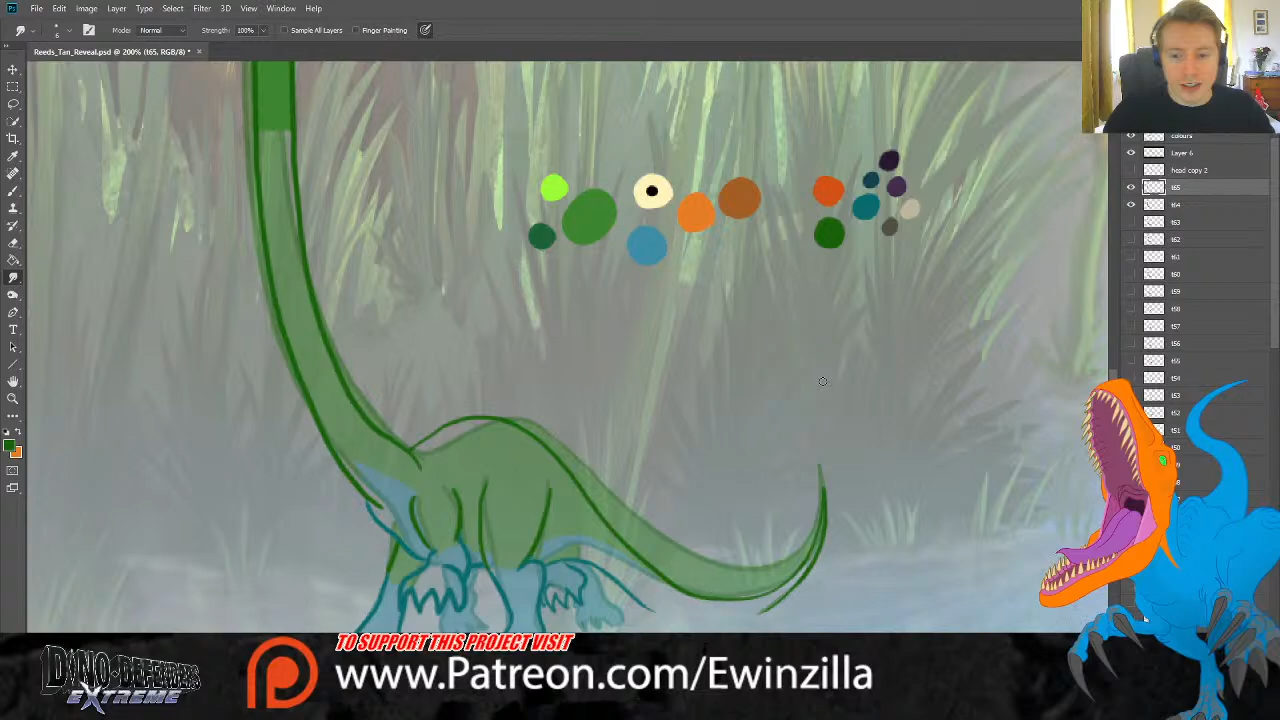 Ps File Edit Image Layer Type Select Filter 3D View Window Help
6 Mode: Normal Strength: 100% Sample All Layers Finger Painting
Reeds_Tan_Reveal.psd @ 200% (t65, RGB/8) *
colours
Layer 6
head copy 2
t65
t64
t63
t62
t61
t60
t59
t58
t57
t56
t55
t54
t53
t52
t51
TO SUPPORT THIS PROJECT VISIT
www.Patreon.com/Ewinzilla
DINO-DEFENDERS
EXTREME